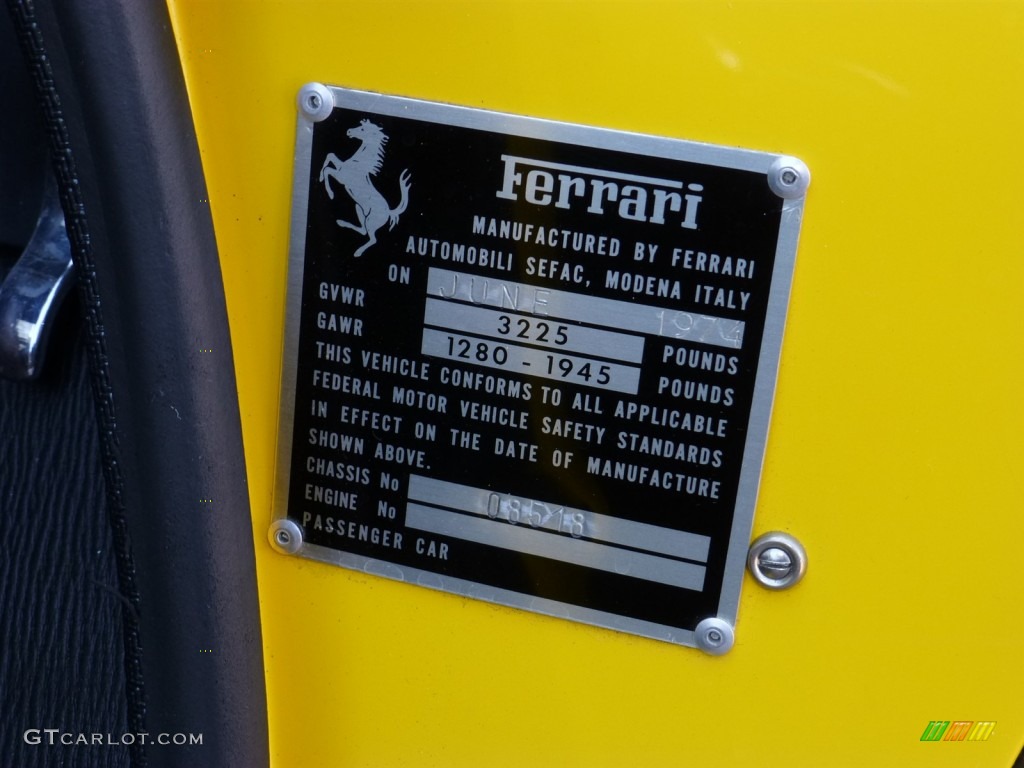 Ferrari
MANUFACTURED BY FERRARI
AUTOMOBILI SEFAC, MODENA ITALY
ON JUNE 1974
GVWR 3225 POUNDS
GAWR 1280 - 1945 POUNDS
THIS VEHICLE CONFORMS TO ALL APPLICABLE
FEDERAL MOTOR VEHICLE SAFETY STANDARDS
IN EFFECT ON THE DATE OF MANUFACTURE
SHOWN ABOVE.
CHASSIS No 08518
ENGINE No
PASSENGER CAR
GTCARLOT.COM